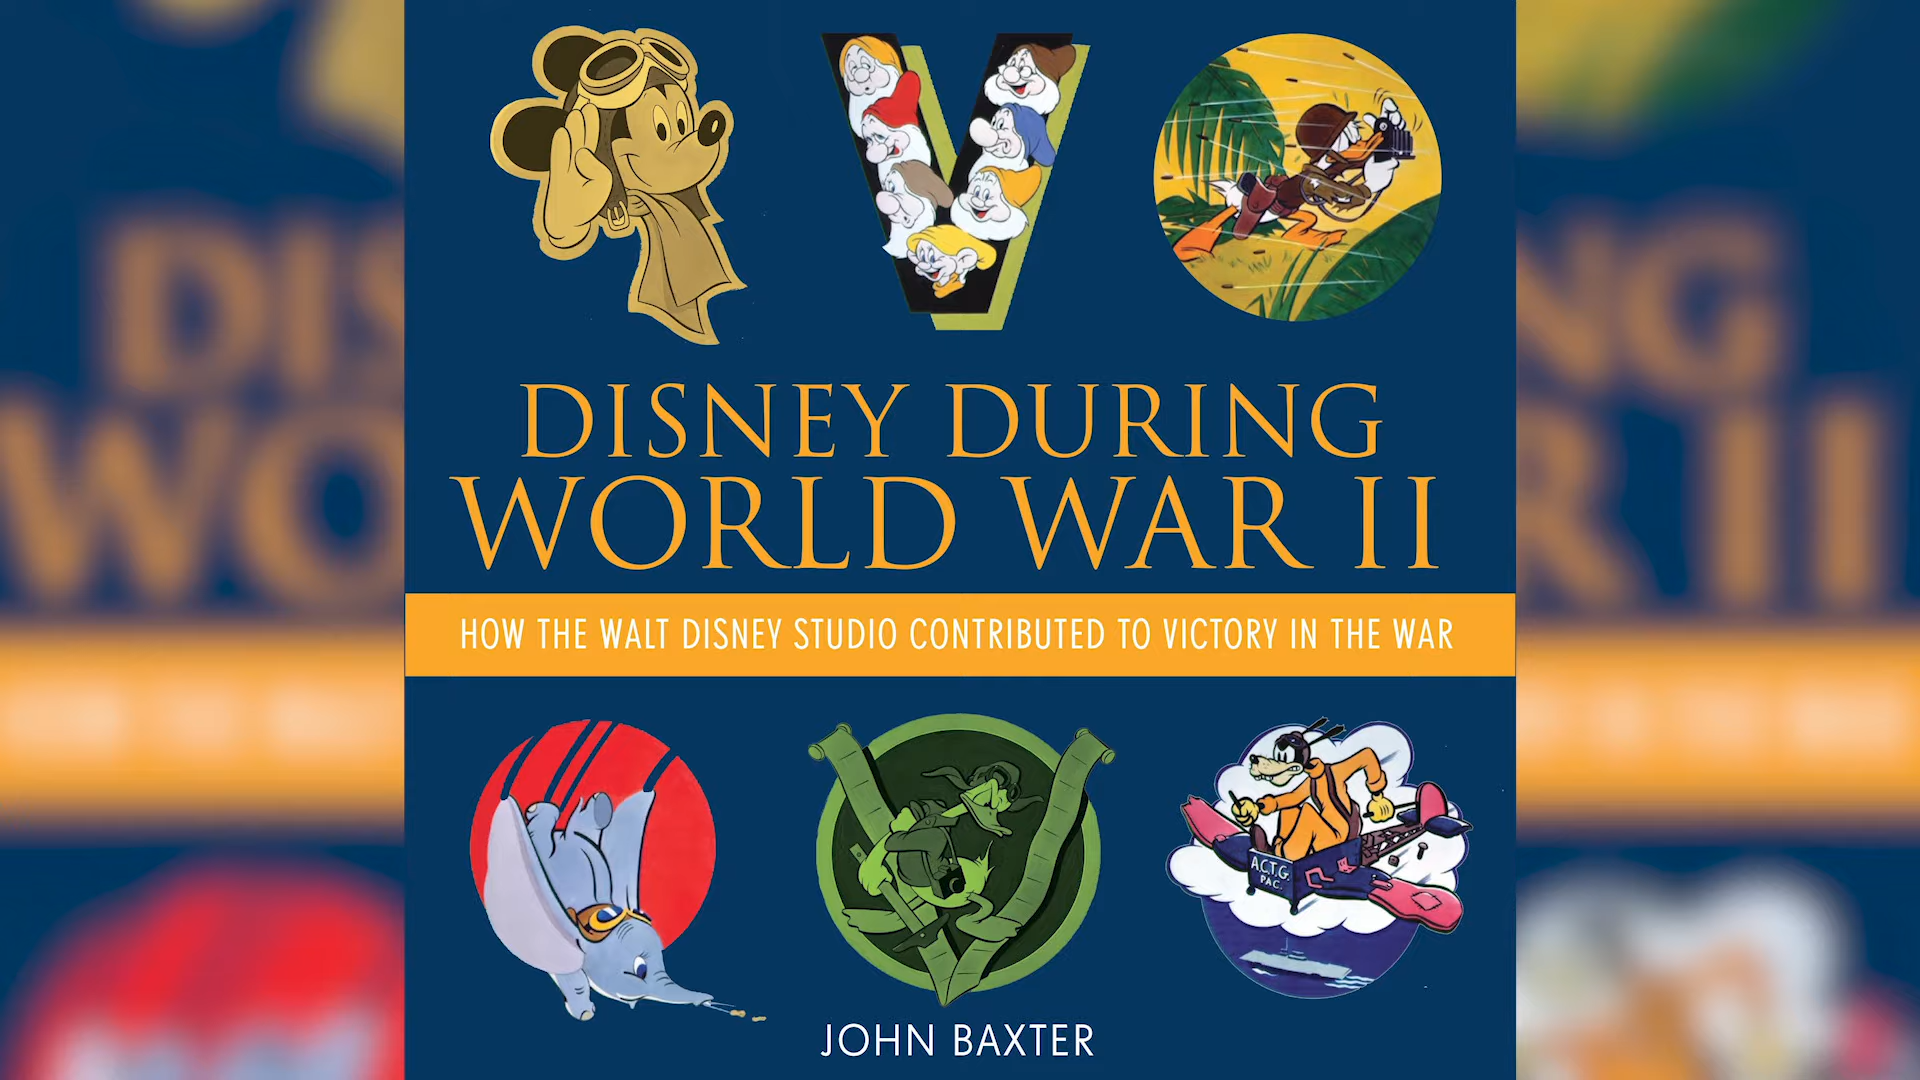 DISNEY DURING
WORLD WAR II
HOW THE WALT DISNEY STUDIO CONTRIBUTED TO VICTORY IN THE WAR
A.C.T.G.
PAC.
JOHN BAXTER